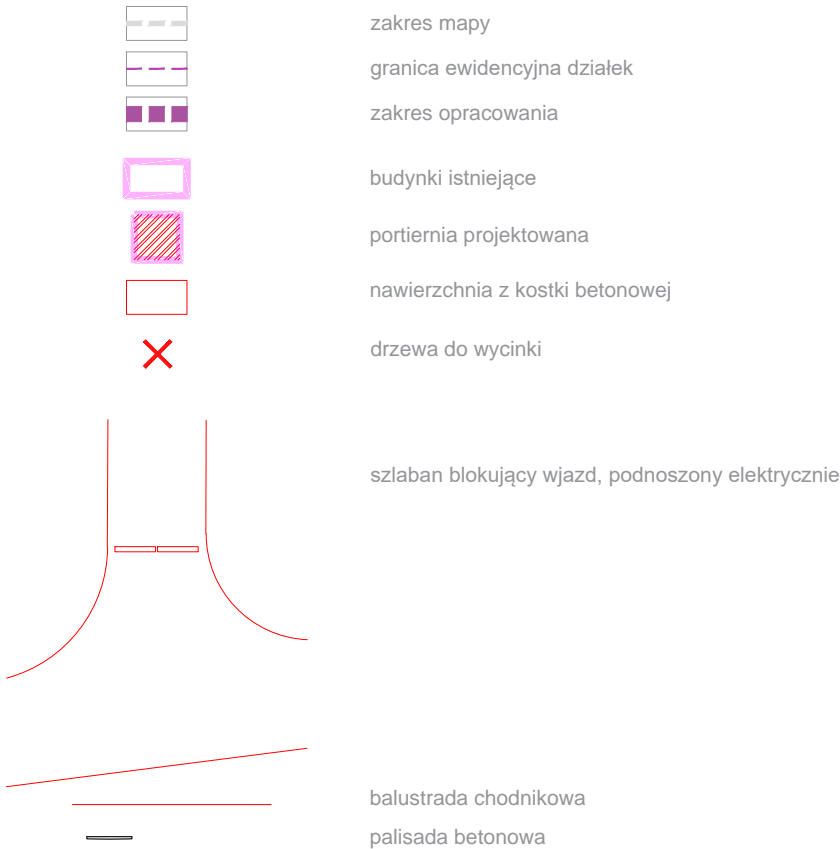 zakres mapy
granica ewidencyjna działek
zakres opracowania
budynki istniejące
portiernia projektowana
nawierzchnia z kostki betonowej
drzewa do wycinki
szlaban blokujący wjazd, podnoszony elektrycznie
balustrada chodnikowa
palisada betonowa